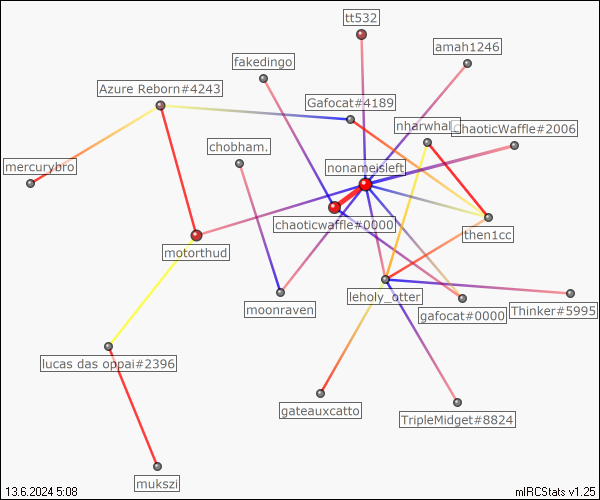 tt532
amah1246
fakedingo
Azure Reborn#4243
Gafocat#4189
nharwhal
ChaoticWaffle#2006
chobham.
mercurybro
nonameisleft
chaoticwaffle#0000
then1cc
motorthud
leholy_otter
moonraven
gafocat#0000
Thinker#5995
lucas das oppai#2396
gateauxcatto
TripleMidget#8824
mukszi
13.6.2024 5:08
mIRCStats v1.25